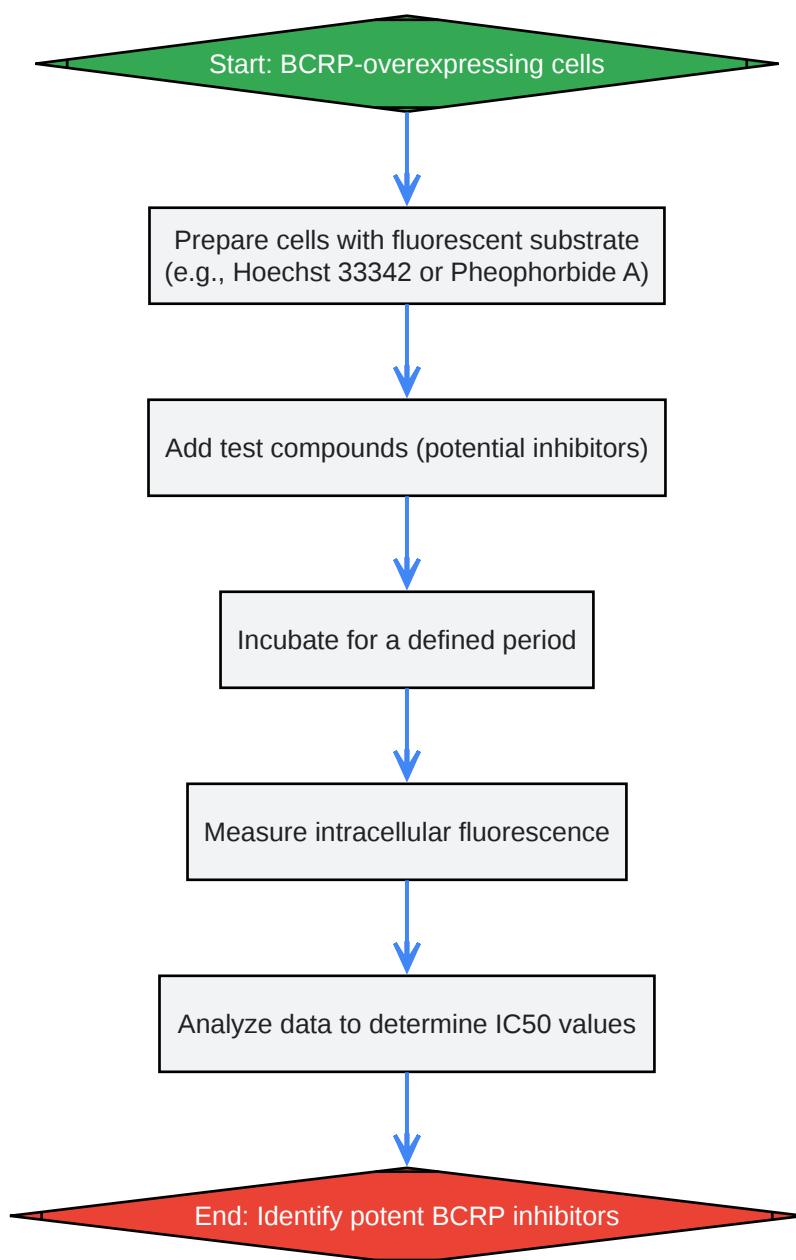 Start: BCRP-overexpressing cells
Prepare cells with fluorescent substrate
(e.g., Hoechst 33342 or Pheophorbide A)
Add test compounds (potential inhibitors)
Incubate for a defined period
Measure intracellular fluorescence
Analyze data to determine IC50 values
End: Identify potent BCRP inhibitors